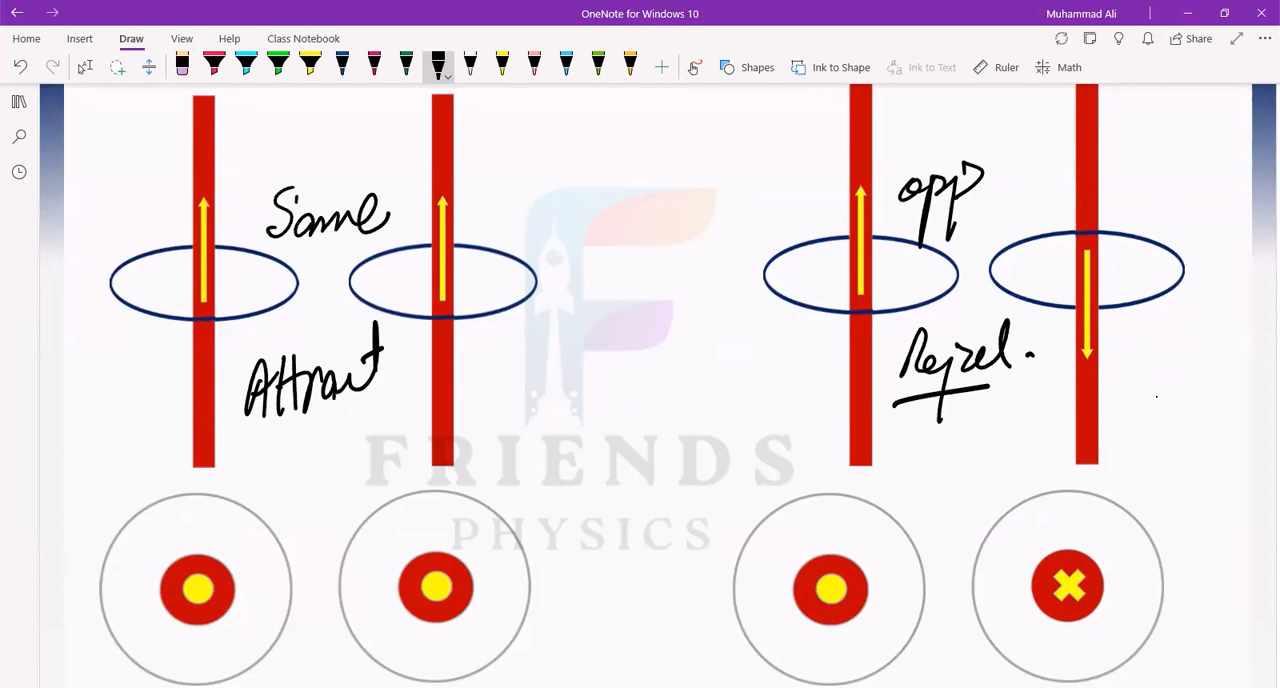 OneNote for Windows 10
Muhammad Ali
Home Insert Draw View Help Class Notebook
Share
Shapes Ink to Shape Ink to Text Ruler Math
Same
opp
Attract
Repel.
FRIENDS
PHYSICS